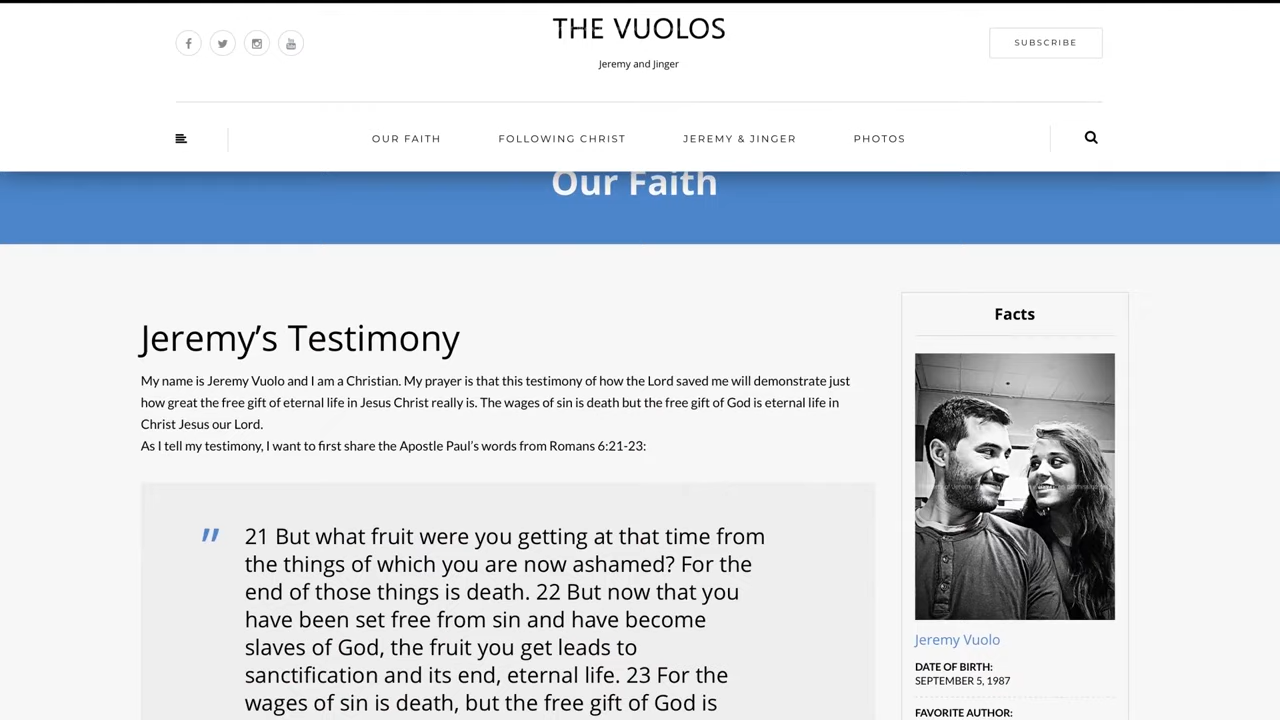 THE VUOLOS
Jeremy and Jinger
SUBSCRIBE
OUR FAITH
FOLLOWING CHRIST
JEREMY & JINGER
PHOTOS
Our Faith
Jeremy’s Testimony
My name is Jeremy Vuolo and I am a Christian. My prayer is that this testimony of how the Lord saved me will demonstrate just
how great the free gift of eternal life in Jesus Christ really is. The wages of sin is death but the free gift of God is eternal life in
Christ Jesus our Lord.
As I tell my testimony, I want to first share the Apostle Paul’s words from Romans 6:21-23:
" 21 But what fruit were you getting at that time from
the things of which you are now ashamed? For the
end of those things is death. 22 But now that you
have been set free from sin and have become
slaves of God, the fruit you get leads to
sanctification and its end, eternal life. 23 For the
wages of sin is death, but the free gift of God is
Facts
Jeremy Vuolo
DATE OF BIRTH:
SEPTEMBER 5, 1987
FAVORITE AUTHOR: